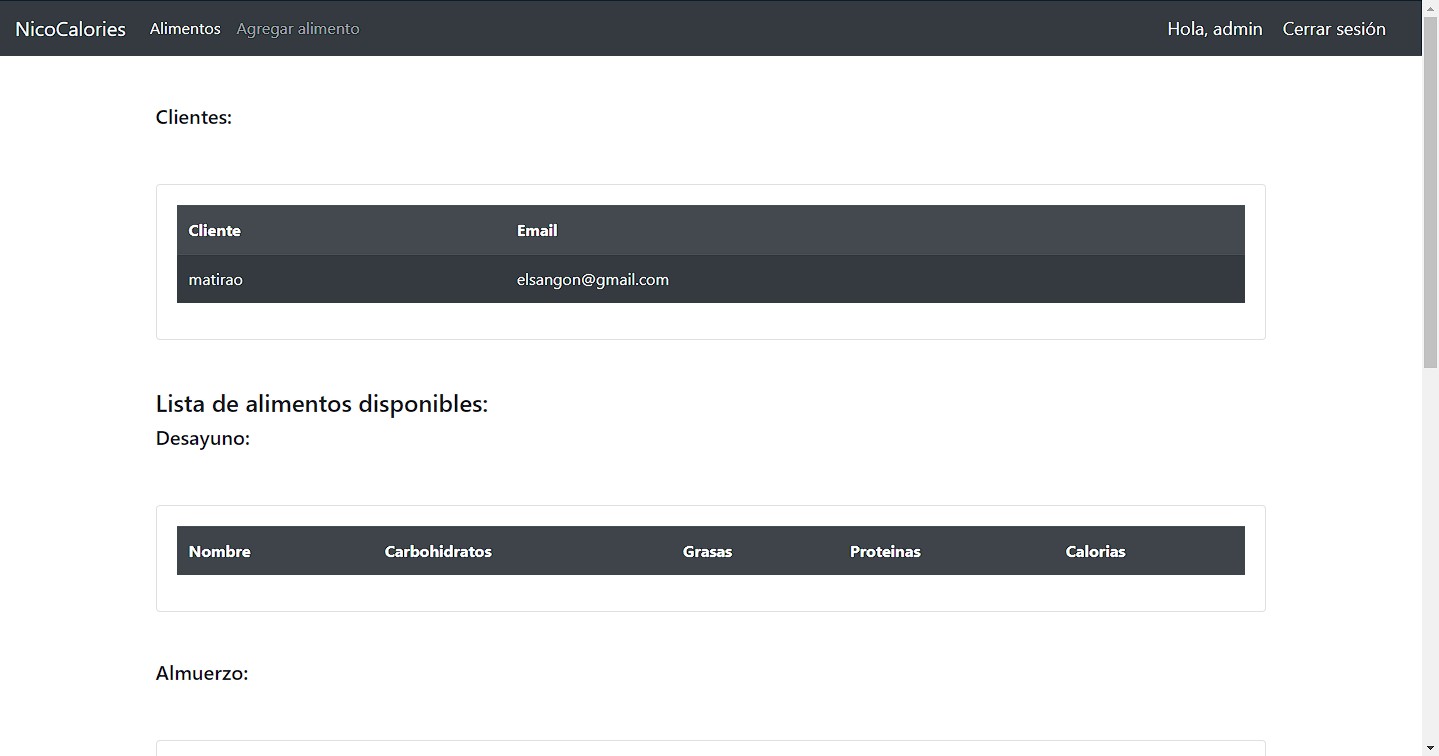 NicoCalories Alimentos Agregar alimento Hola, admin Cerrar sesión
Clientes:
Cliente Email
matirao elsangon@gmail.com
Lista de alimentos disponibles:
Desayuno:
Nombre Carbohidratos Grasas Proteinas Calorias
Almuerzo: